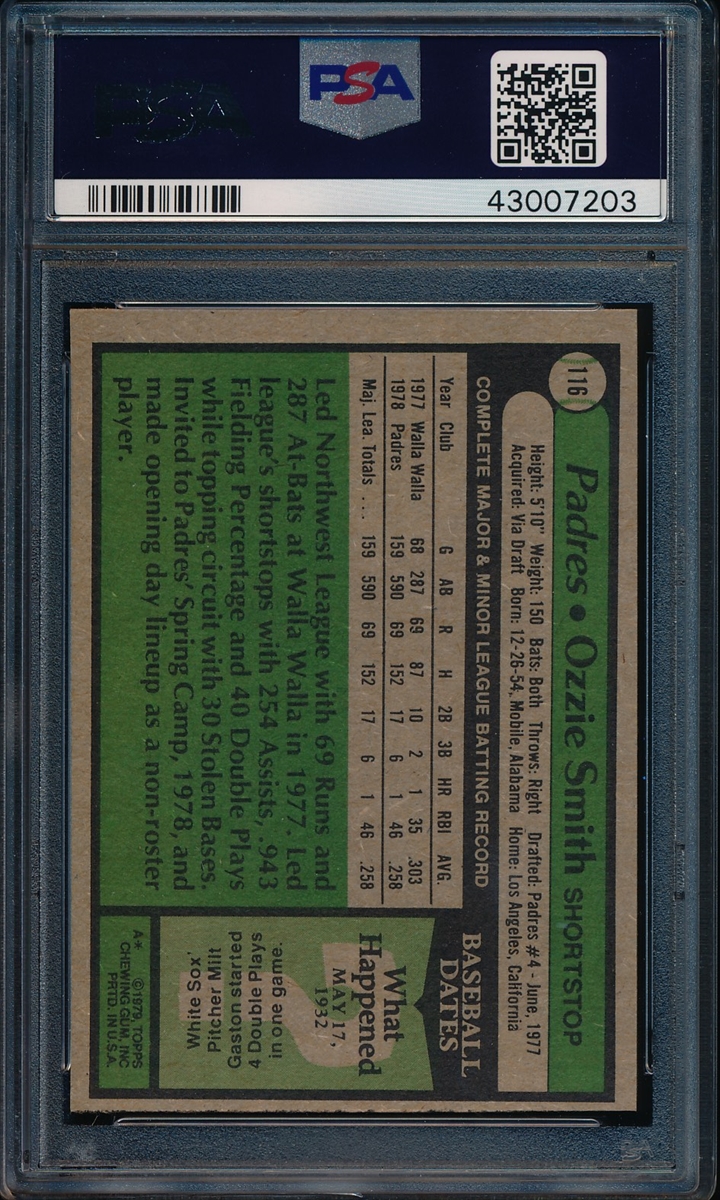 PSA
43007203
116
Padres • Ozzie Smith SHORTSTOP
Height: 5'10" Weight: 150 Bats: Both Throws: Right Drafted: Padres #4 - June, 1977
Acquired: Via Draft Born: 12-26-54, Mobile, Alabama Home: Los Angeles, California
COMPLETE MAJOR & MINOR LEAGUE BATTING RECORD
Year Club G AB R H 2B 3B HR RBI AVG.
1977 Walla Walla 68 287 69 87 10 2 1 35 .303
1978 Padres 159 590 69 152 17 6 1 46 .258
Maj. Lea. Totals . . . 159 590 69 152 17 6 1 46 .258
Led Northwest League with 69 Runs and
287 At-Bats at Walla Walla in 1977. Led
league's shortstops with 254 Assists, .943
Fielding Percentage and 40 Double Plays
while topping circuit with 30 Stolen Bases.
Invited to Padres' Spring Camp, 1978, and
made opening day lineup as a non-roster
player.
BASEBALL
DATES
What
Happened
MAY 17,
1932
?
White Sox'
Pitcher Milt
Gaston started
4 Double Plays
in one game.
A*
©1979, TOPPS
CHEWING GUM, INC
PRTD. IN U.S.A.